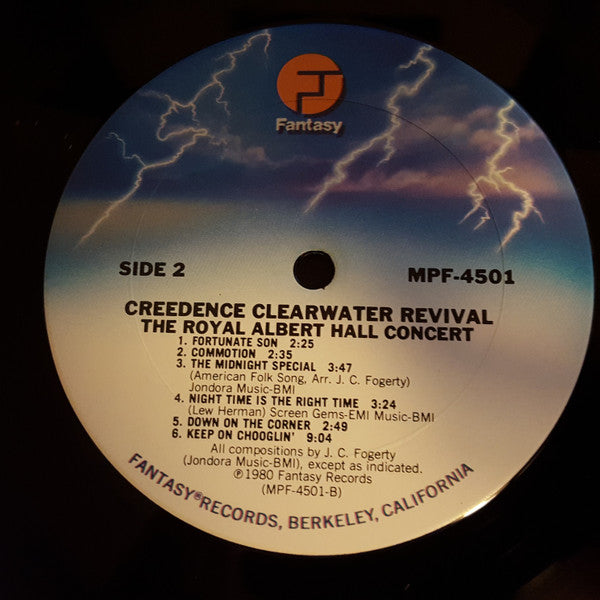 Fantasy
SIDE 2
MPF-4501
CREEDENCE CLEARWATER REVIVAL
THE ROYAL ALBERT HALL CONCERT
1. FORTUNATE SON 2:25
2. COMMOTION 2:35
3. THE MIDNIGHT SPECIAL 3:47
(American Folk Song, Arr. J. C. Fogerty)
Jondora Music-BMI
4. NIGHT TIME IS THE RIGHT TIME 3:24
(Lew Herman) Screen Gems-EMI Music-BMI
5. DOWN ON THE CORNER 2:49
6. KEEP ON CHOOGLIN' 9:04
All compositions by J. C. Fogerty
(Jondora Music-BMI), except as indicated.
℗1980 Fantasy Records
(MPF-4501-B)
FANTASY® RECORDS, BERKELEY, CALIFORNIA